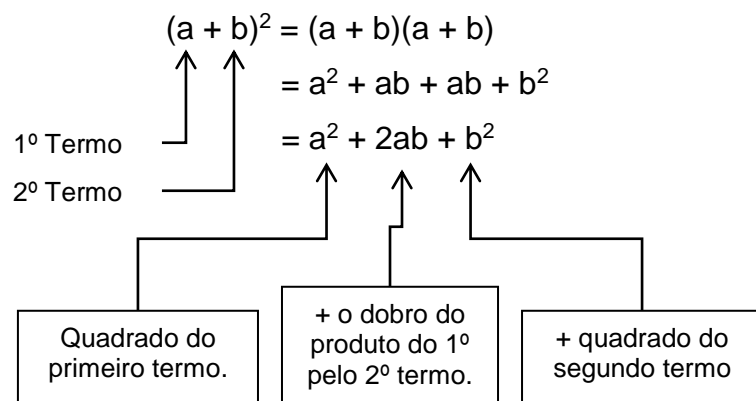 (a + b)² = (a + b)(a + b)
= a² + ab + ab + b²
= a² + 2ab + b²
1º Termo
2º Termo
Quadrado do
primeiro termo.
+ o dobro do
produto do 1º
pelo 2º termo.
+ quadrado do
segundo termo